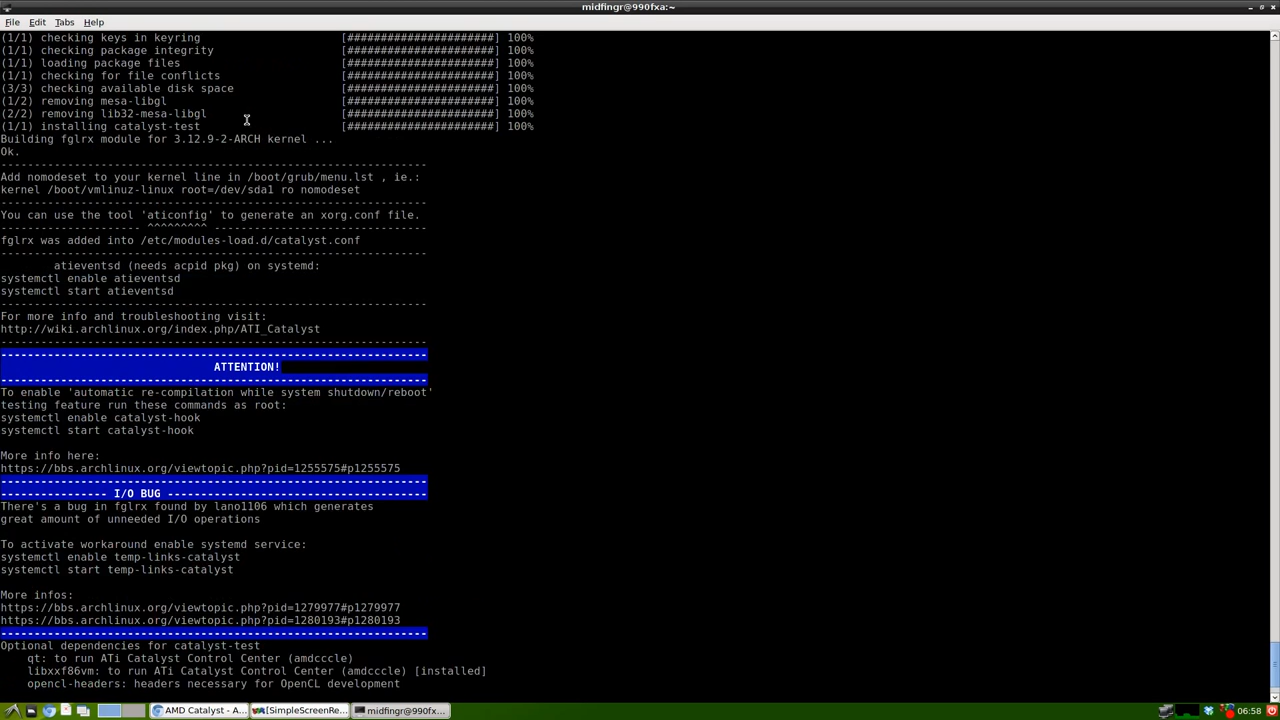 midfingr@990fxa:~
File Edit Tabs Help
(1/1) checking keys in keyring [######################] 100%
(1/1) checking package integrity [######################] 100%
(1/1) loading package files [######################] 100%
(1/1) checking for file conflicts [######################] 100%
(3/3) checking available disk space [######################] 100%
(1/2) removing mesa-libgl [######################] 100%
(2/2) removing lib32-mesa-libgl [######################] 100%
(1/1) installing catalyst-test [######################] 100%
Building fglrx module for 3.12.9-2-ARCH kernel ...
Ok.
----------------------------------------------------------------
Add nomodeset to your kernel line in /boot/grub/menu.lst , ie.:
kernel /boot/vmlinuz-linux root=/dev/sda1 ro nomodeset
----------------------------------------------------------------
You can use the tool 'aticonfig' to generate an xorg.conf file.
--------------------- ^^^^^^^^^ --------------------------------
fglrx was added into /etc/modules-load.d/catalyst.conf
----------------------------------------------------------------
atieventsd (needs acpid pkg) on systemd:
systemctl enable atieventsd
systemctl start atieventsd
----------------------------------------------------------------
For more info and troubleshooting visit:
http://wiki.archlinux.org/index.php/ATI_Catalyst
----------------------------------------------------------------
----------------------------------------------------------------
ATTENTION!
----------------------------------------------------------------
To enable 'automatic re-compilation while system shutdown/reboot'
testing feature run these commands as root:
systemctl enable catalyst-hook
systemctl start catalyst-hook
More info here:
https://bbs.archlinux.org/viewtopic.php?pid=1255575#p1255575
----------------------------------------------------------------
---------------- I/O BUG ---------------------------------------
There's a bug in fglrx found by lano1106 which generates
great amount of unneeded I/O operations
To activate workaround enable systemd service:
systemctl enable temp-links-catalyst
systemctl start temp-links-catalyst
More infos:
https://bbs.archlinux.org/viewtopic.php?pid=1279977#p1279977
https://bbs.archlinux.org/viewtopic.php?pid=1280193#p1280193
----------------------------------------------------------------
Optional dependencies for catalyst-test
qt: to run ATi Catalyst Control Center (amdcccle)
libxxf86vm: to run ATi Catalyst Control Center (amdcccle) [installed]
opencl-headers: headers necessary for OpenCL development
AMD Catalyst - A... [SimpleScreenRe... midfingr@990fx... 06:58